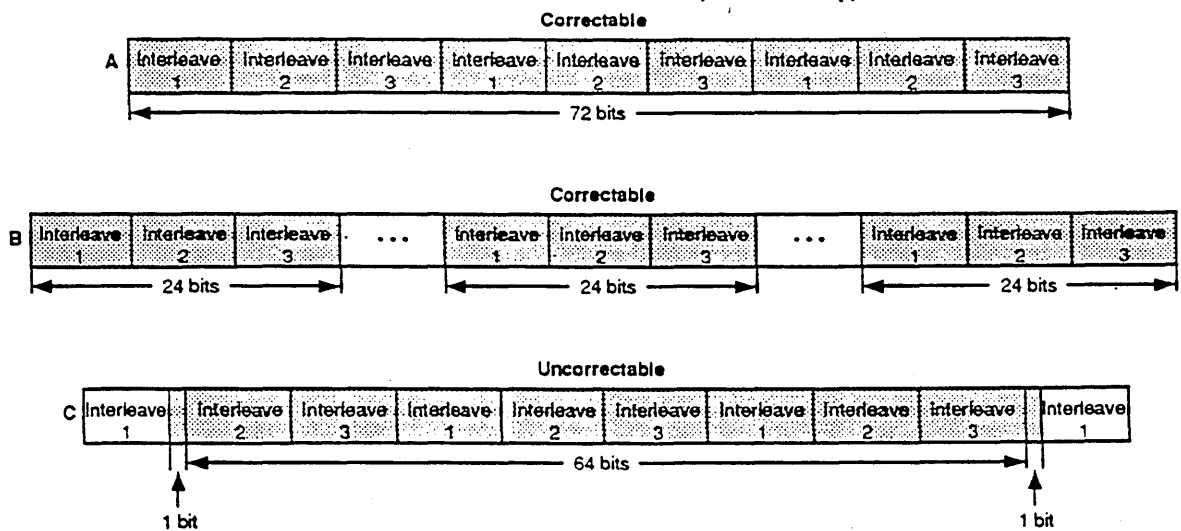 Correctable
A Interleave 1 Interleave 2 Interleave 3 Interleave 1 Interleave 2 Interleave 3 Interleave 1 Interleave 2 Interleave 3
72 bits
Correctable
B Interleave 1 Interleave 2 Interleave 3 ... Interleave 1 Interleave 2 Interleave 3 ... Interleave 1 Interleave 2 Interleave 3
24 bits 24 bits 24 bits
Uncorrectable
C Interleave 1 Interleave 2 Interleave 3 Interleave 1 Interleave 2 Interleave 3 Interleave 1 Interleave 2 Interleave 3 Interleave 1
64 bits
1 bit 1 bit